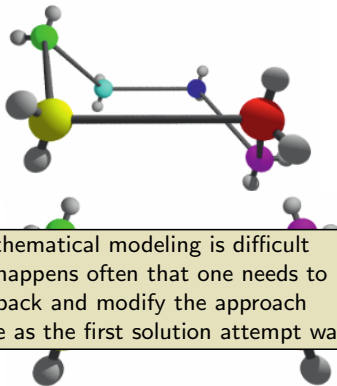 thematical modeling is difficult
happens often that one needs to
back and modify the approach
as the first solution attempt wa